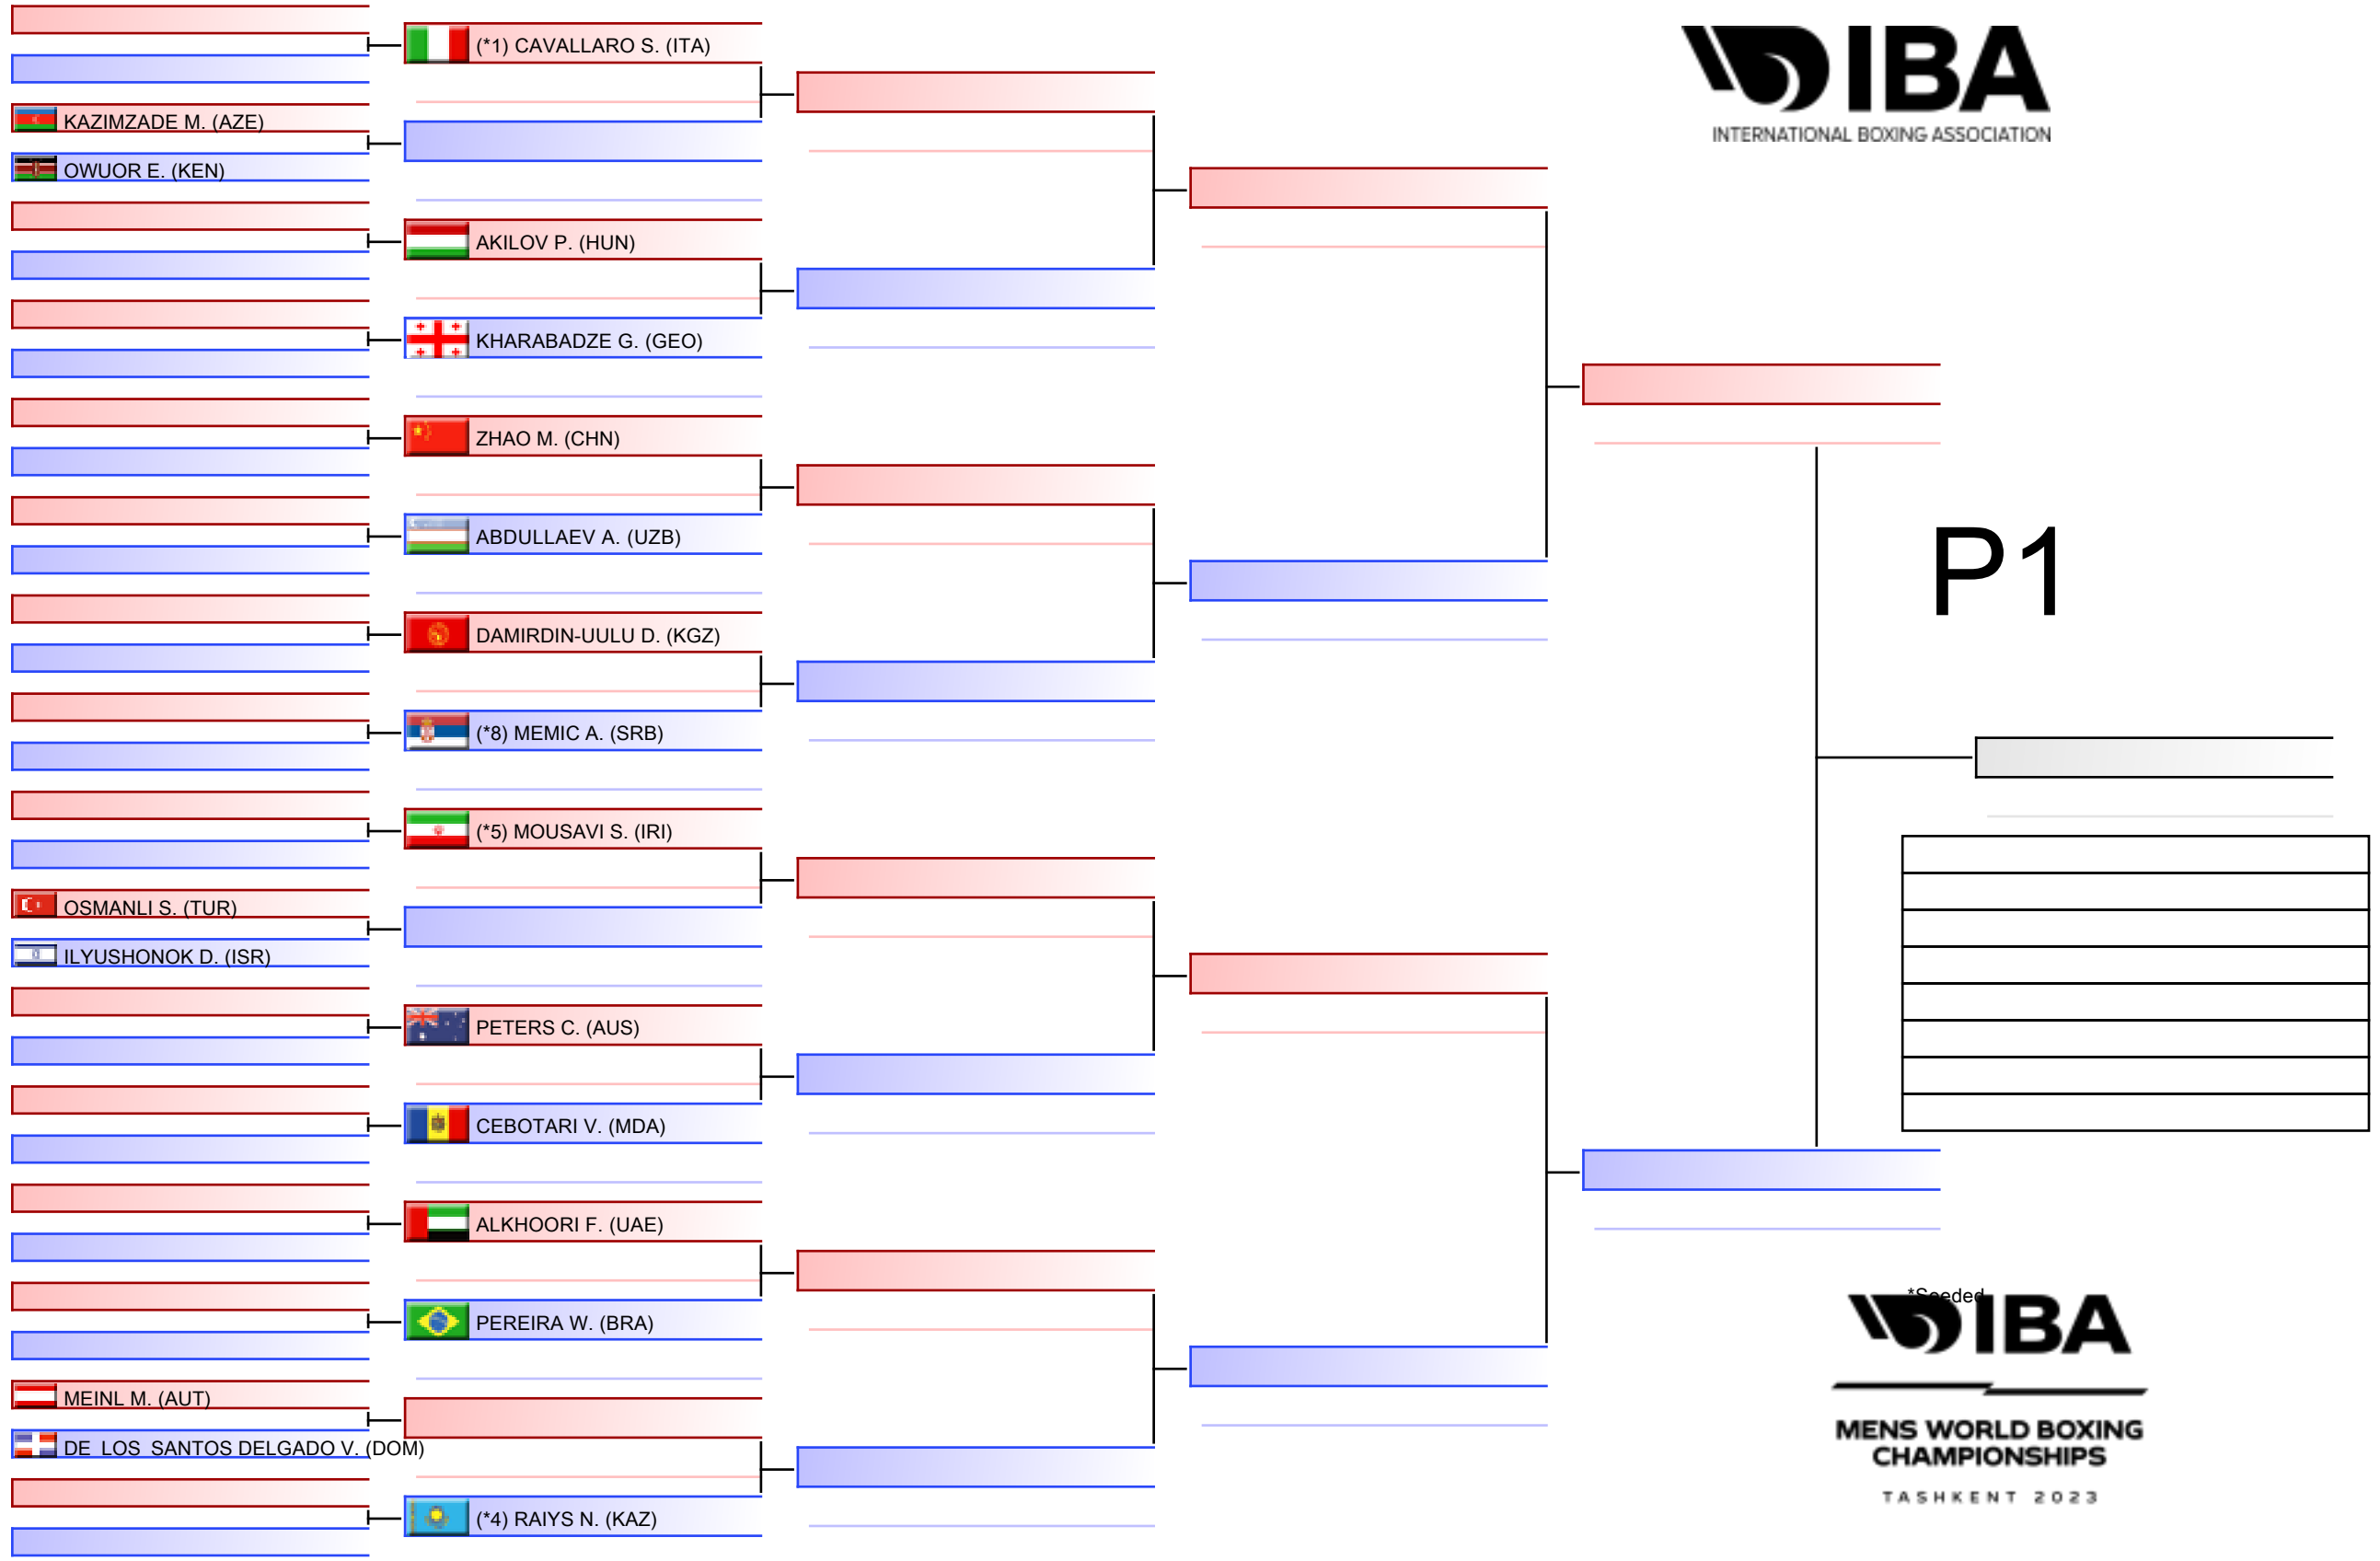 (*1) CAVALLARO S. (ITA)
KAZIMZADE M. (AZE)
OWUOR E. (KEN)
AKILOV P. (HUN)
KHARABADZE G. (GEO)
ZHAO M. (CHN)
ABDULLAEV A. (UZB)
DAMIRDIN-UULU D. (KGZ)
(*8) MEMIC A. (SRB)
(*5) MOUSAVI S. (IRI)
OSMANLI S. (TUR)
ILYUSHONOK D. (ISR)
PETERS C. (AUS)
CEBOTARI V. (MDA)
ALKHOORI F. (UAE)
PEREIRA W. (BRA)
MEINL M. (AUT)
DE LOS SANTOS DELGADO V. (DOM)
(*4) RAIYS N. (KAZ)
IBA
INTERNATIONAL BOXING ASSOCIATION
P1
*Seeded
IBA
MENS WORLD BOXING
CHAMPIONSHIPS
TASHKENT 2023